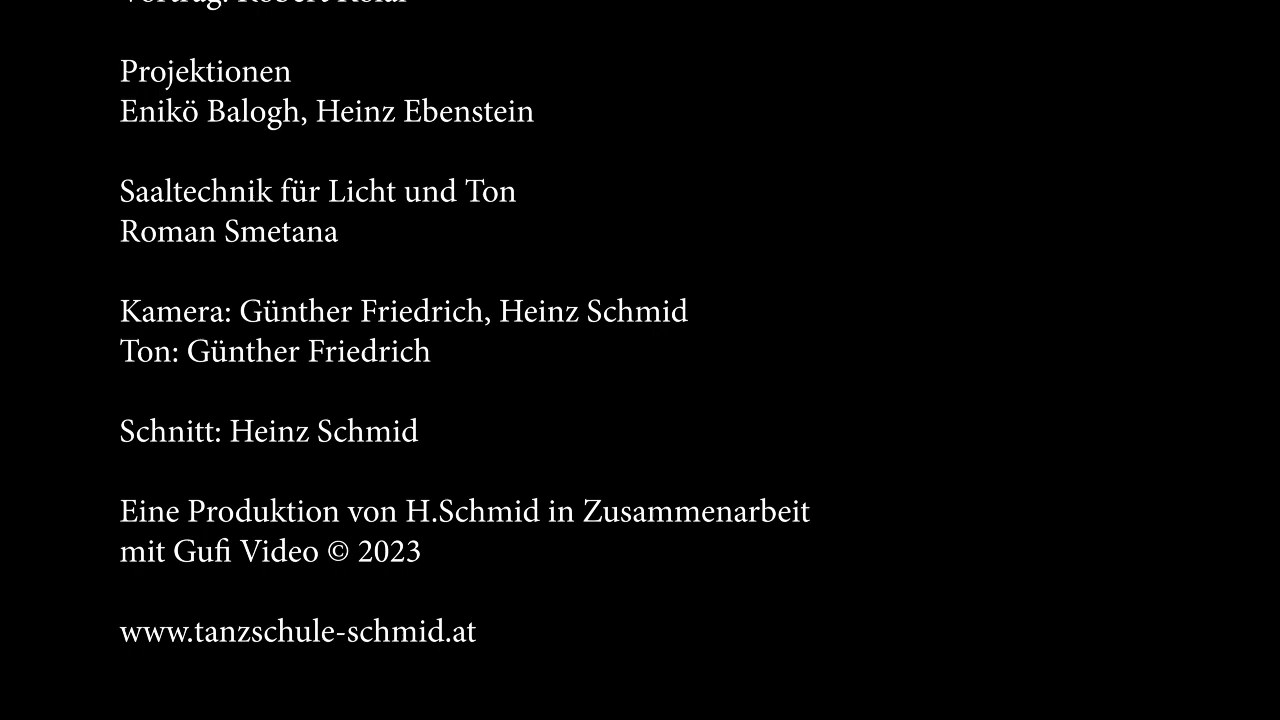 Projektionen
Enikö Balogh, Heinz Ebenstein
Saaltechnik für Licht und Ton
Roman Smetana
Kamera: Günther Friedrich, Heinz Schmid
Ton: Günther Friedrich
Schnitt: Heinz Schmid
Eine Produktion von H.Schmid in Zusammenarbeit
mit Gufi Video © 2023
www.tanzschule-schmid.at